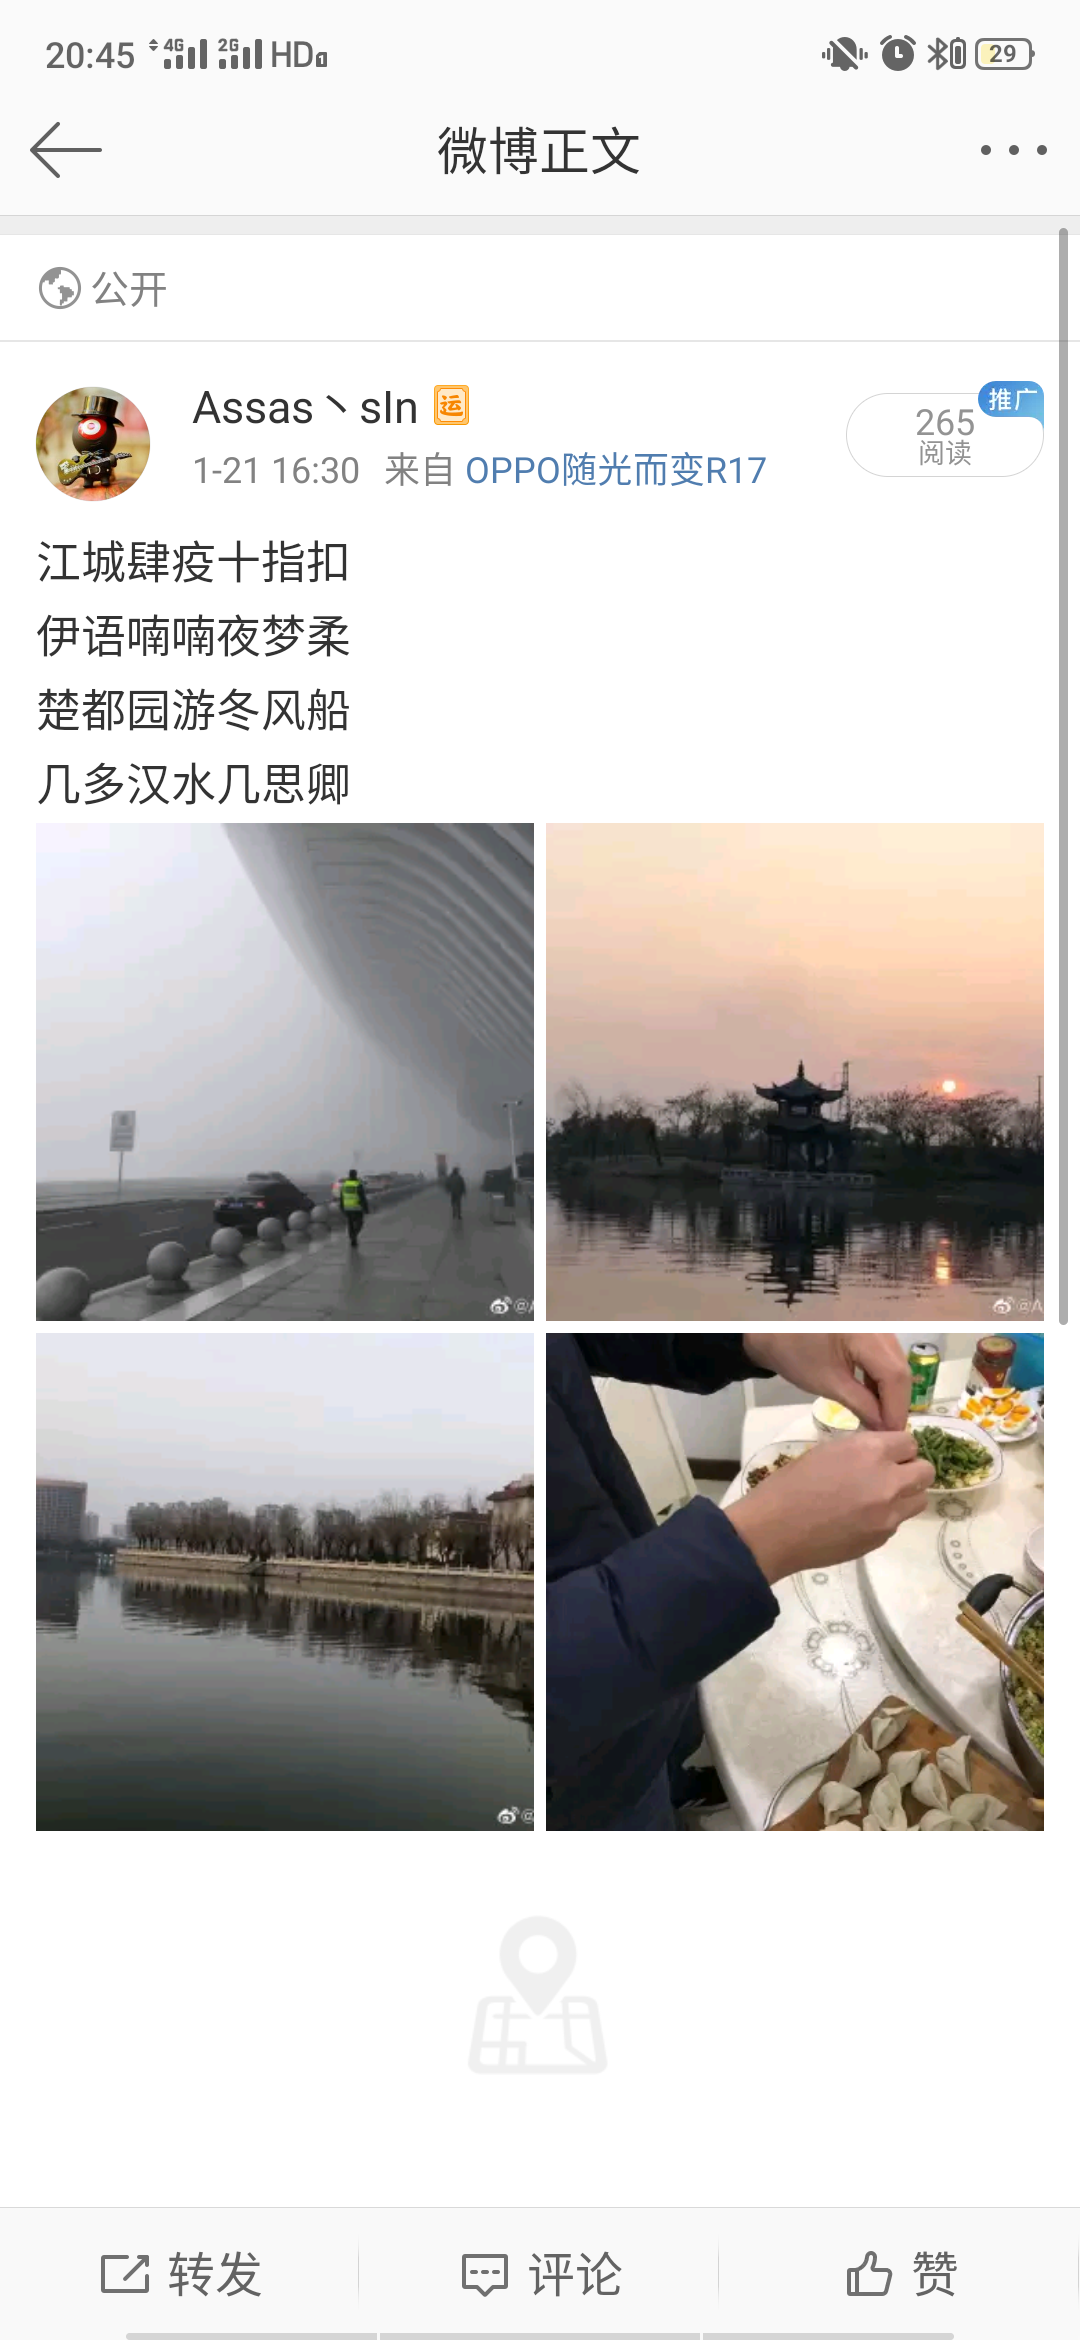 20:45 4G 2G HD1 29
微博正文
公开
Assas丶sIn 运
推广
265
阅读
1-21 16:30 来自 OPPO随光而变R17
江城肆疫十指扣
伊语喃喃夜梦柔
楚都园游冬风船
几多汉水几思卿
@A
@A
@
转发 评论 赞